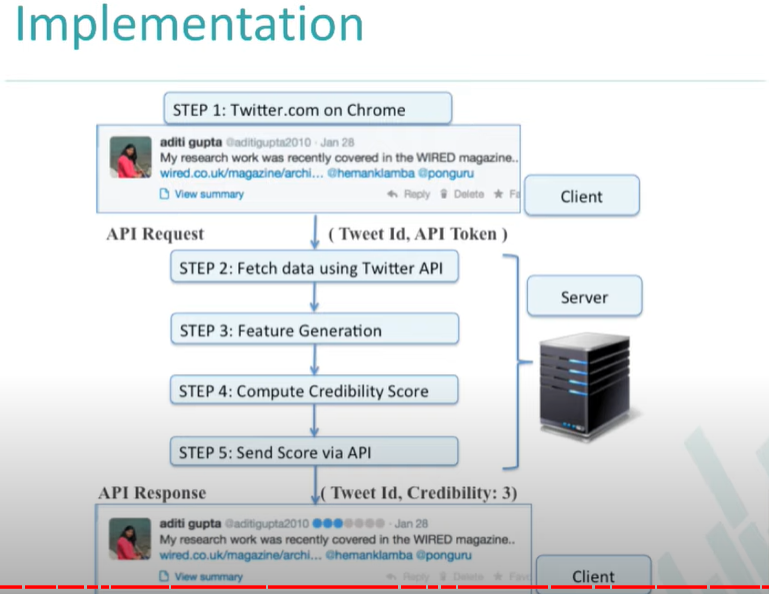 Implementation
STEP 1: Twitter.com on Chrome
aditi gupta @aditigupta2010 · Jan 28
My research work was recently covered in the WIRED magazine..
wired.co.uk/magazine/archi... @hemanklamba @ponguru
View summary
Reply Delete
Client
API Request
( Tweet Id, API Token )
STEP 2: Fetch data using Twitter API
Server
STEP 3: Feature Generation
STEP 4: Compute Credibility Score
STEP 5: Send Score via API
API Response
( Tweet Id, Credibility: 3)
aditi gupta @aditigupta2010 · Jan 28
My research work was recently covered in the WIRED magazine..
wired.co.uk/magazine/archi... @hemanklamba @ponguru
View summary
Reply Delete
Client